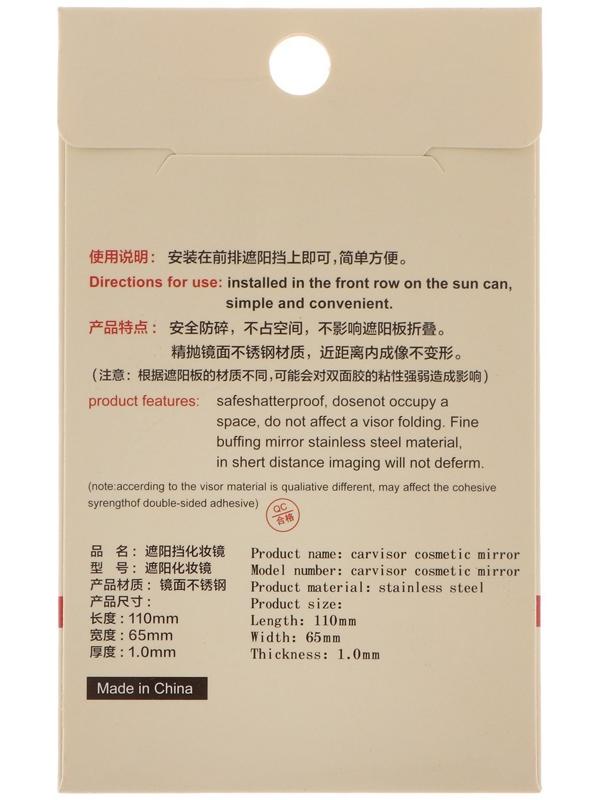 使用说明：安装在前排遮阳挡上即可,简单方便。
Directions for use: installed in the front row on the sun can,
simple and convenient.
产品特点：安全防碎，不占空间，不影响遮阳板折叠。
精抛镜面不锈钢材质，近距离内成像不变形。
（注意：根据遮阳板的材质不同,可能会对双面胶的粘性强弱造成影响）
product features: safeshatterproof, dosenot occupy a
space, do not affect a visor folding. Fine
buffing mirror stainless steel material,
in shert distance imaging will not deferm.
(note:according to the visor material is qualiative different, may affect the cohesive
syrengthof double-sided adhesive)
QC
合格
品 名：遮阳挡化妆镜
型 号：遮阳化妆镜
产品材质：镜面不锈钢
产品尺寸：
长度：110mm
宽度：65mm
厚度：1.0mm
Product name: carvisor cosmetic mirror
Model number: carvisor cosmetic mirror
Product material: stainless steel
Product size:
Length: 110mm
Width: 65mm
Thickness: 1.0mm
Made in China